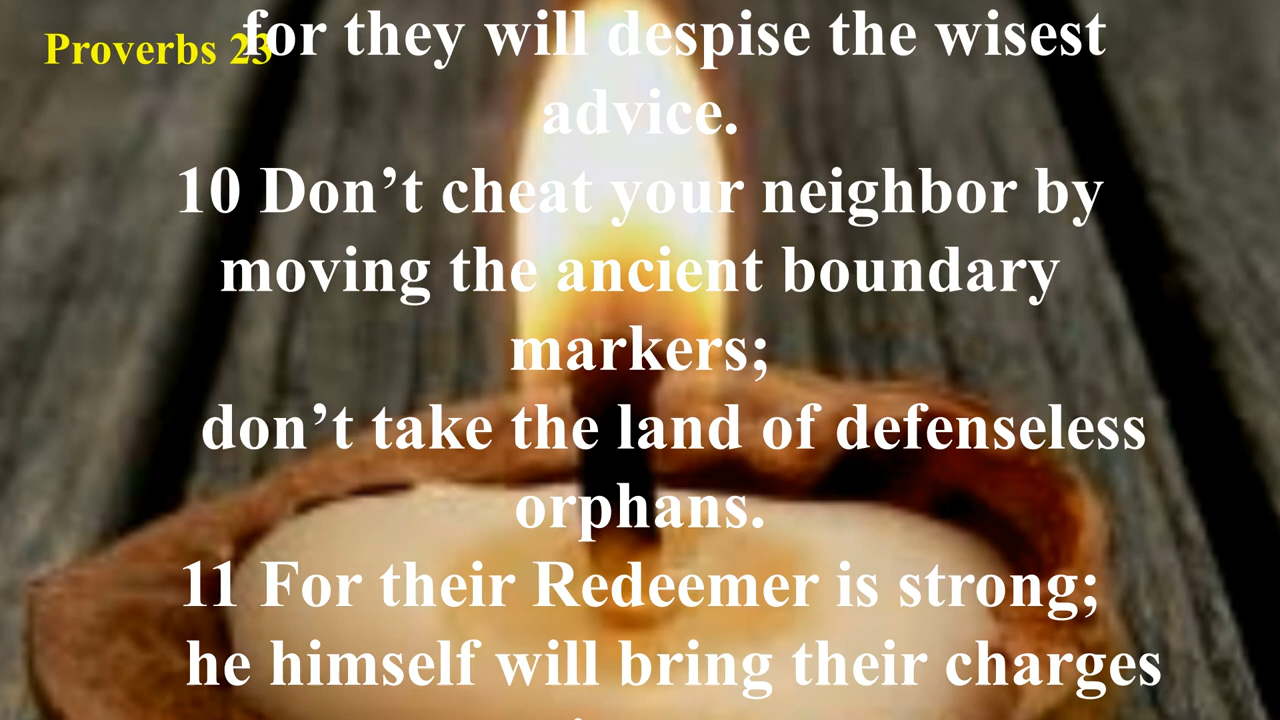 Proverbs 23
for they will despise the wisest
advice.
10 Don’t cheat your neighbor by
moving the ancient boundary
markers;
don’t take the land of defenseless
orphans.
11 For their Redeemer is strong;
he himself will bring their charges